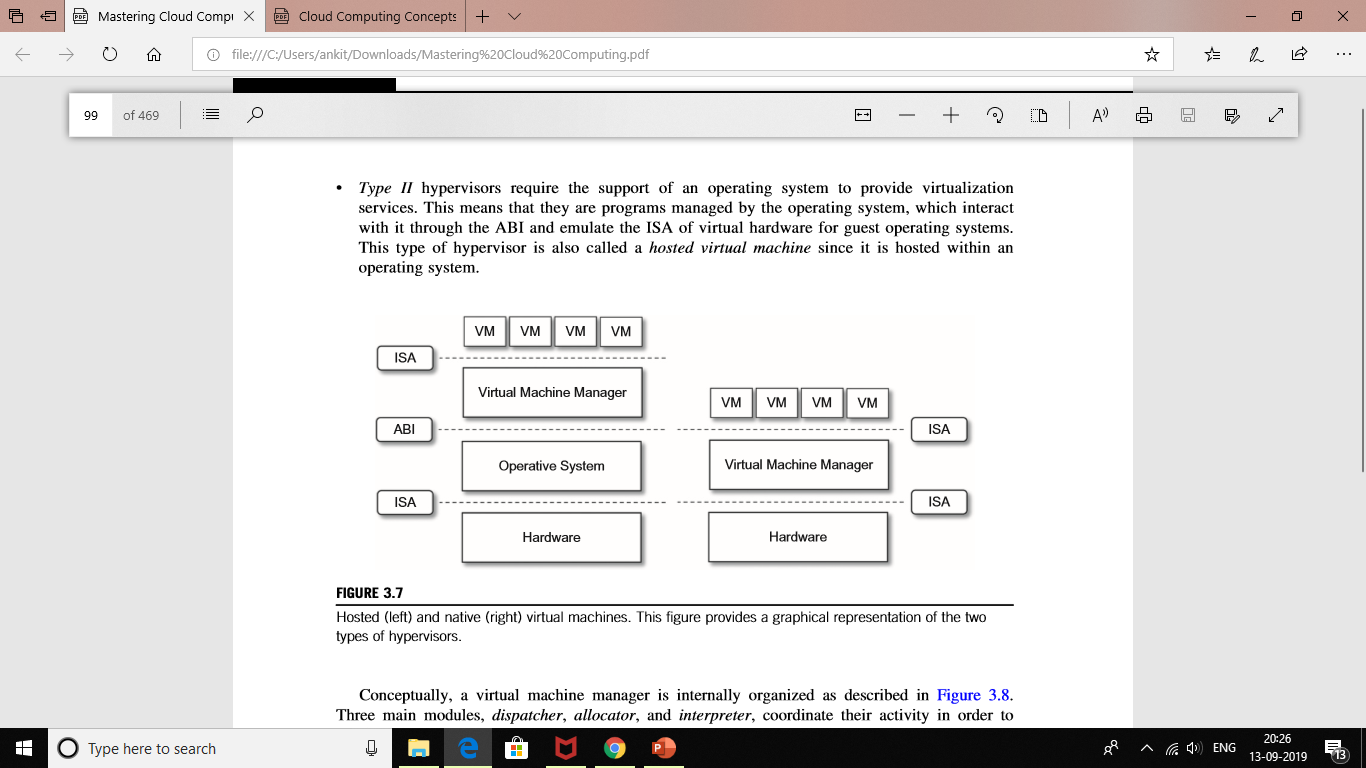 Mastering Cloud Compu
Cloud Computing Concepts
file:///C:/Users/ankit/Downloads/Mastering%20Cloud%20Computing.pdf
99 of 469
• Type II hypervisors require the support of an operating system to provide virtualization
services. This means that they are programs managed by the operating system, which interact
with it through the ABI and emulate the ISA of virtual hardware for guest operating systems.
This type of hypervisor is also called a hosted virtual machine since it is hosted within an
operating system.
VM VM VM VM
ISA
Virtual Machine Manager
ABI
Operative System
ISA
Hardware
VM VM VM VM
ISA
Virtual Machine Manager
ISA
Hardware
FIGURE 3.7
Hosted (left) and native (right) virtual machines. This figure provides a graphical representation of the two
types of hypervisors.
Conceptually, a virtual machine manager is internally organized as described in Figure 3.8.
Three main modules, dispatcher, allocator, and interpreter, coordinate their activity in order to
Type here to search
ENG
20:26
13-09-2019
13